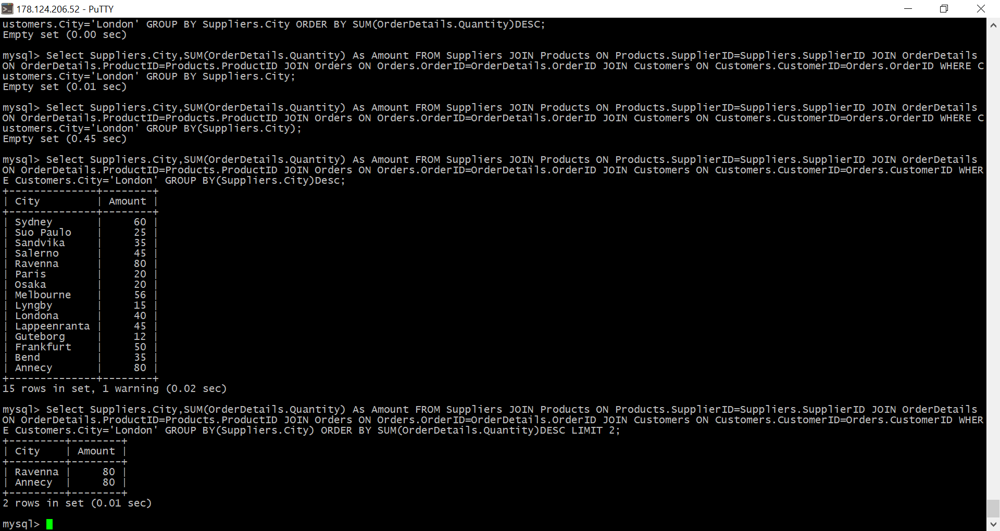 178.124.206.52 - PuTTY
ustomers.City='London' GROUP BY Suppliers.City ORDER BY SUM(OrderDetails.Quantity)DESC;
Empty set (0.00 sec)
mysql> Select Suppliers.City,SUM(OrderDetails.Quantity) As Amount FROM Suppliers JOIN Products ON Products.SupplierID=Suppliers.SupplierID JOIN OrderDetails
ON OrderDetails.ProductID=Products.ProductID JOIN Orders ON Orders.OrderID=OrderDetails.OrderID JOIN Customers ON Customers.CustomerID=Orders.OrderID WHERE C
ustomers.City='London' GROUP BY Suppliers.City;
Empty set (0.01 sec)
mysql> Select Suppliers.City,SUM(OrderDetails.Quantity) As Amount FROM Suppliers JOIN Products ON Products.SupplierID=Suppliers.SupplierID JOIN OrderDetails
ON OrderDetails.ProductID=Products.ProductID JOIN Orders ON Orders.OrderID=OrderDetails.OrderID JOIN Customers ON Customers.CustomerID=Orders.OrderID WHERE C
ustomers.City='London' GROUP BY(Suppliers.City);
Empty set (0.45 sec)
mysql> Select Suppliers.City,SUM(OrderDetails.Quantity) As Amount FROM Suppliers JOIN Products ON Products.SupplierID=Suppliers.SupplierID JOIN OrderDetails
ON OrderDetails.ProductID=Products.ProductID JOIN Orders ON Orders.OrderID=OrderDetails.OrderID JOIN Customers ON Customers.CustomerID=Orders.CustomerID WHER
E Customers.City='London' GROUP BY(Suppliers.City)Desc;
+--------------+--------+
| City         | Amount |
+--------------+--------+
| Sydney       |     60 |
| Suo Paulo    |     25 |
| Sandvika     |     35 |
| Salerno      |     45 |
| Ravenna      |     80 |
| Paris        |     20 |
| Osaka        |     20 |
| Melbourne    |     56 |
| Lyngby       |     15 |
| Londona      |     40 |
| Lappeenranta |     45 |
| Guteborg     |     12 |
| Frankfurt    |     50 |
| Bend         |     35 |
| Annecy       |     80 |
+--------------+--------+
15 rows in set, 1 warning (0.02 sec)
mysql> Select Suppliers.City,SUM(OrderDetails.Quantity) As Amount FROM Suppliers JOIN Products ON Products.SupplierID=Suppliers.SupplierID JOIN OrderDetails
ON OrderDetails.ProductID=Products.ProductID JOIN Orders ON Orders.OrderID=OrderDetails.OrderID JOIN Customers ON Customers.CustomerID=Orders.CustomerID WHER
E Customers.City='London' GROUP BY(Suppliers.City) ORDER BY SUM(OrderDetails.Quantity)DESC LIMIT 2;
+---------+--------+
| City    | Amount |
+---------+--------+
| Ravenna |     80 |
| Annecy  |     80 |
+---------+--------+
2 rows in set (0.01 sec)
mysql>